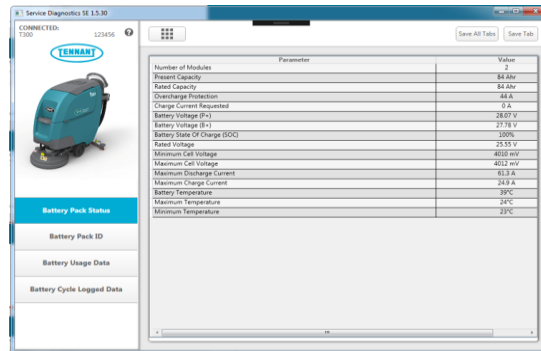 Service Diagnostics SE 1.5.30
CONNECTED:
T300 123456
Save All Tabs Save Tab
TENNANT
Parameter Value
Number of Modules 2
Present Capacity 84 Ahr
Rated Capacity 84 Ahr
Overcharge Protection 44 A
Charge Current Requested 0 A
Battery Voltage (P+) 28.07 V
Battery Voltage (B+) 27.78 V
Battery State Of Charge (SOC) 100%
Rated Voltage 25.55 V
Minimum Cell Voltage 4010 mV
Maximum Cell Voltage 4012 mV
Maximum Discharge Current 61.3 A
Maximum Charge Current 24.9 A
Battery Temperature 39°C
Maximum Temperature 24°C
Minimum Temperature 23°C
Battery Pack Status
Battery Pack ID
Battery Usage Data
Battery Cycle Logged Data